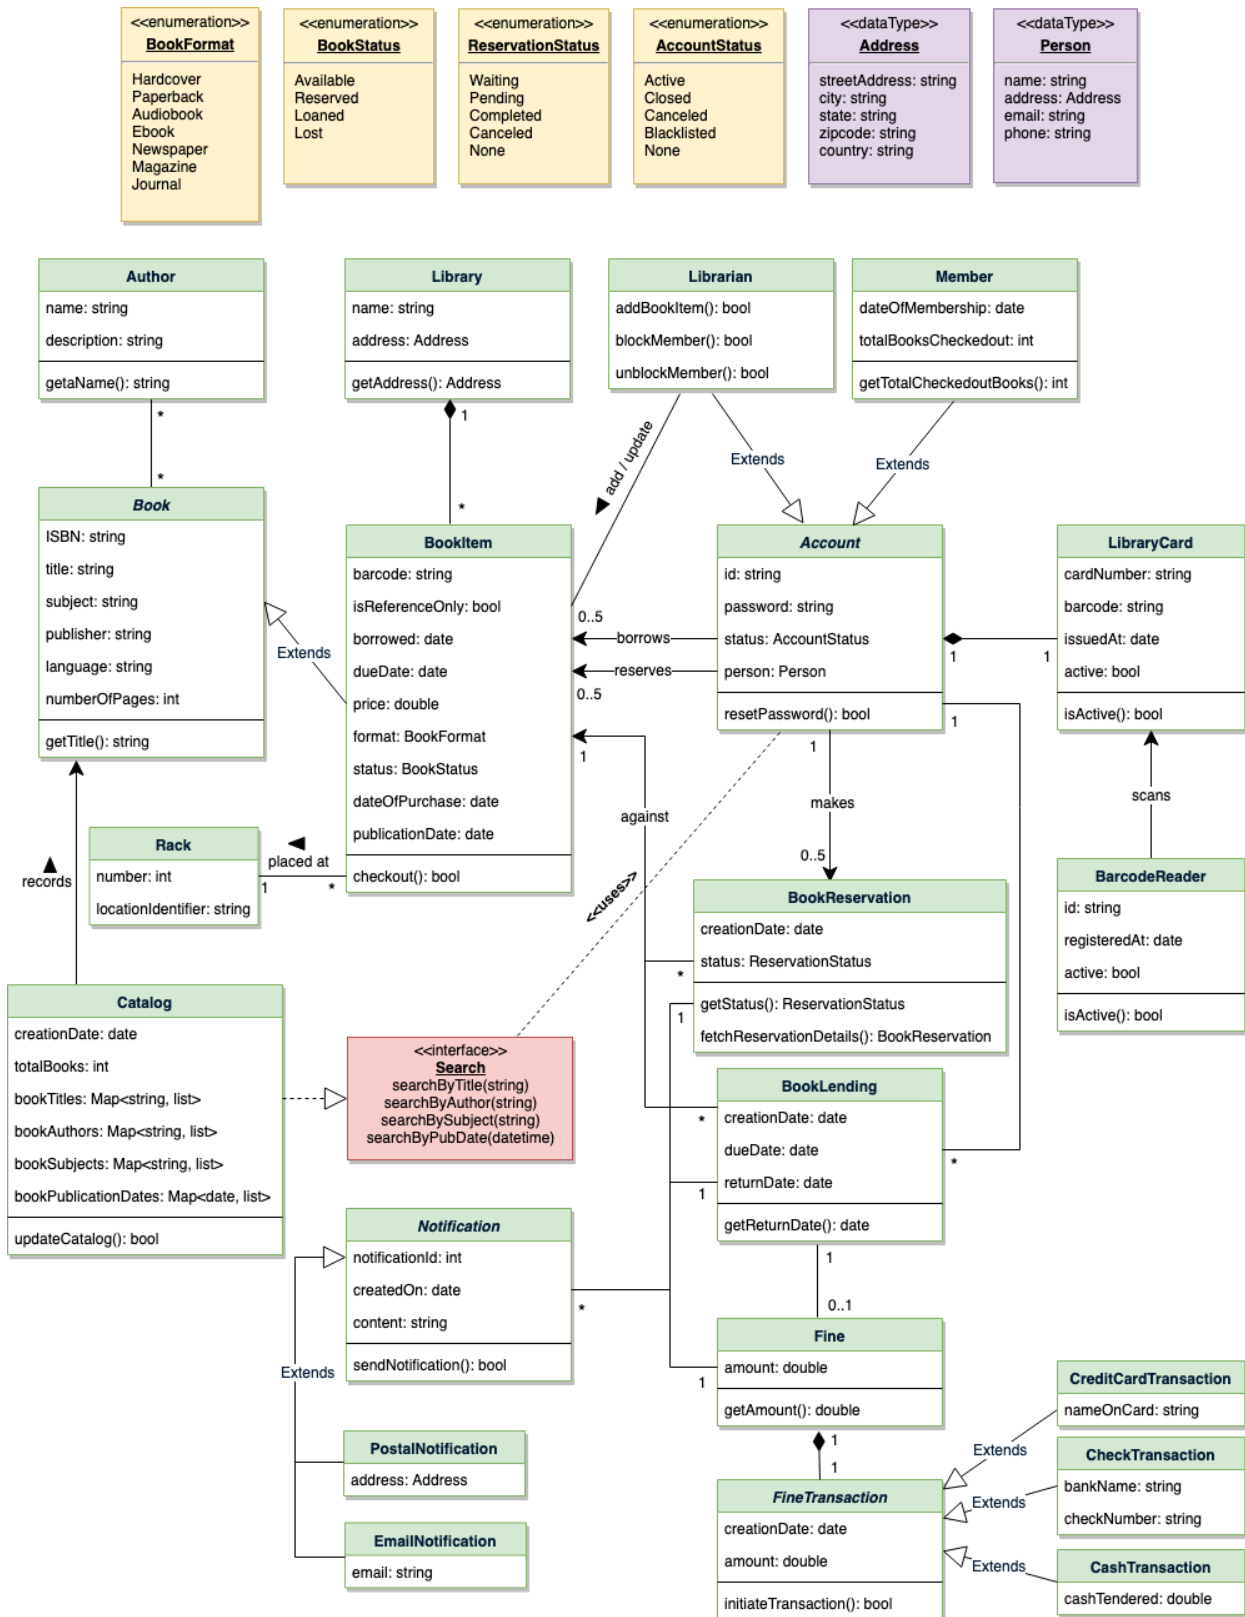 <<enumeration>>
BookFormat
Hardcover
Paperback
Audiobook
Ebook
Newspaper
Magazine
Journal
<<enumeration>>
BookStatus
Available
Reserved
Loaned
Lost
<<enumeration>>
ReservationStatus
Waiting
Pending
Completed
Canceled
None
<<enumeration>>
AccountStatus
Active
Closed
Canceled
Blacklisted
None
<<dataType>>
Address
streetAddress: string
city: string
state: string
zipcode: string
country: string
<<dataType>>
Person
name: string
address: Address
email: string
phone: string
Author
name: string
description: string
getaName(): string
*
*
Library
name: string
address: Address
getAddress(): Address
1
*
Librarian
addBookItem(): bool
blockMember(): bool
unblockMember(): bool
add / update
Extends
Member
dateOfMembership: date
totalBooksCheckedout: int
getTotalCheckedoutBooks(): int
Extends
Book
ISBN: string
title: string
subject: string
publisher: string
language: string
numberOfPages: int
getTitle(): string
Extends
BookItem
barcode: string
isReferenceOnly: bool
borrowed: date
dueDate: date
price: double
format: BookFormat
status: BookStatus
dateOfPurchase: date
publicationDate: date
checkout(): bool
0..5
borrows
reserves
0..5
1
against
Account
id: string
password: string
status: AccountStatus
person: Person
resetPassword(): bool
1
1
1
1
makes
0..5
LibraryCard
cardNumber: string
barcode: string
issuedAt: date
active: bool
isActive(): bool
scans
Rack
number: int
locationIdentifier: string
placed at
1
*
records
<<uses>>
BookReservation
creationDate: date
status: ReservationStatus
getStatus(): ReservationStatus
fetchReservationDetails(): BookReservation
*
1
BarcodeReader
id: string
registeredAt: date
active: bool
isActive(): bool
Catalog
creationDate: date
totalBooks: int
bookTitles: Map<string, list>
bookAuthors: Map<string, list>
bookSubjects: Map<string, list>
bookPublicationDates: Map<date, list>
updateCatalog(): bool
<<interface>>
Search
searchByTitle(string)
searchByAuthor(string)
searchBySubject(string)
searchByPubDate(datetime)
BookLending
creationDate: date
dueDate: date
returnDate: date
getReturnDate(): date
*
*
1
1
0..1
Notification
notificationId: int
createdOn: date
content: string
sendNotification(): bool
*
Extends
Fine
amount: double
getAmount(): double
1
1
1
PostalNotification
address: Address
EmailNotification
email: string
FineTransaction
creationDate: date
amount: double
initiateTransaction(): bool
Extends
Extends
Extends
CreditCardTransaction
nameOnCard: string
CheckTransaction
bankName: string
checkNumber: string
CashTransaction
cashTendered: double